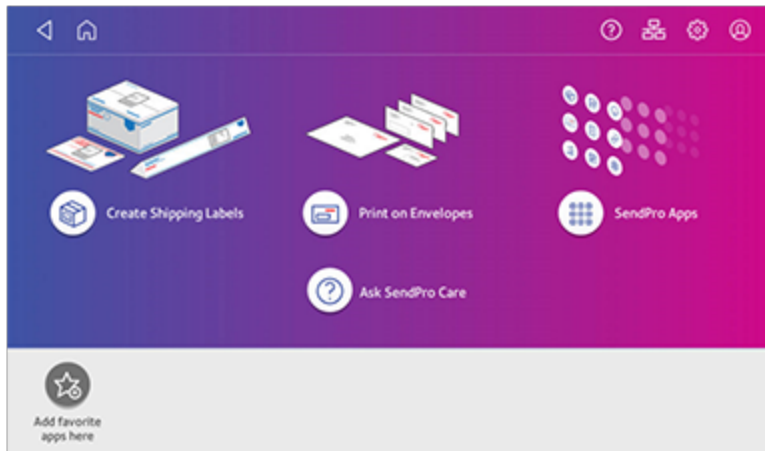 Create Shipping Labels
Print on Envelopes
SendPro Apps
Ask SendPro Care
Add favorite
apps here